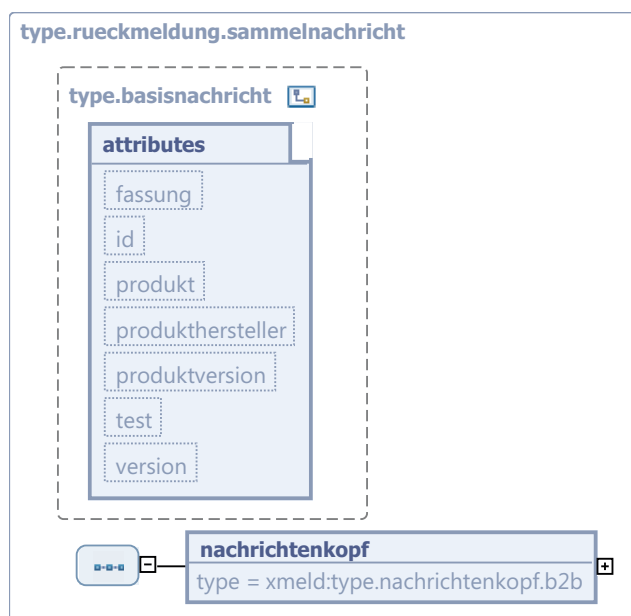 type.rueckmeldung.sammelnachricht
type.basisnachricht
attributes
fassung
id
produkt
produkthersteller
produktversion
test
version
nachrichtenkopf
type = xmeld:type.nachrichtenkopf.b2b